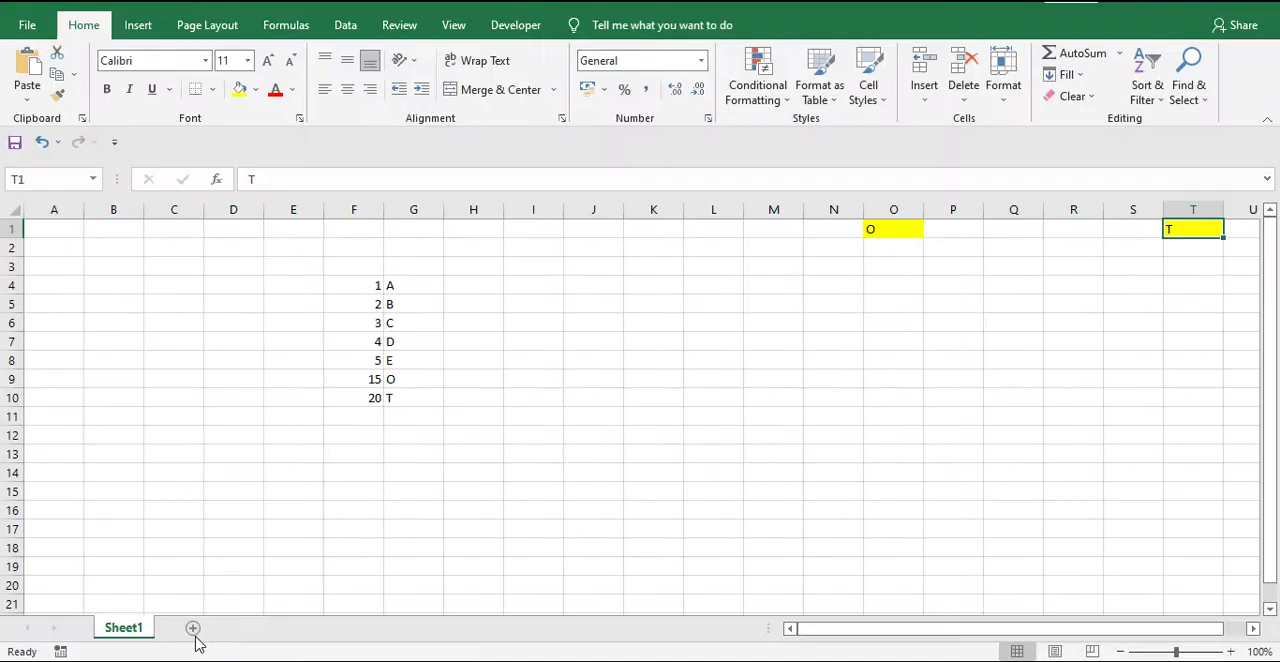 File Home Insert Page Layout Formulas Data Review View Developer Tell me what you want to do Share
Calibri 11 A A Wrap Text General AutoSum
Paste B I U A Merge & Center % , Conditional Formatting Format as Table Cell Styles Insert Delete Format Fill Clear Sort & Filter Find & Select
Clipboard Font Alignment Number Styles Cells Editing
T1 fx T
A B C D E F G H I J K L M N O P Q R S T U
1 O T
2
3
4 1 A
5 2 B
6 3 C
7 4 D
8 5 E
9 15 O
10 20 T
11
12
13
14
15
16
17
18
19
20
21
Sheet1
Ready 100%